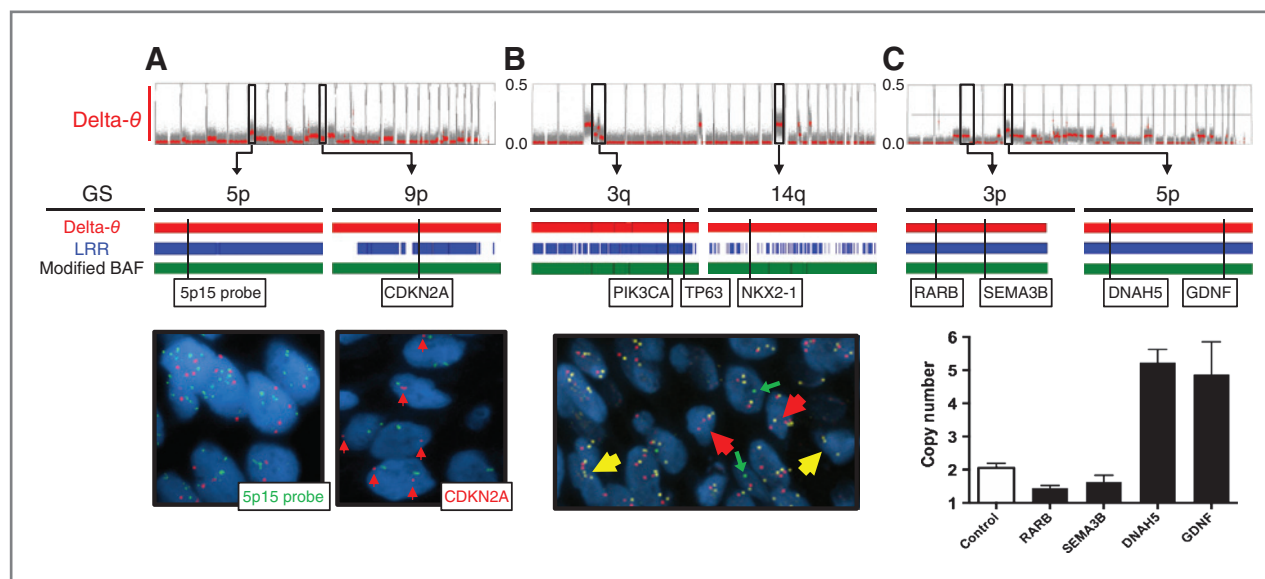 A B C
Delta-θ 0.5 0.5
0.0 0.0
GS 5p 9p 3q 14q 3p 5p
Delta-θ
LRR
Modified BAF
5p15 probe CDKN2A PIK3CA TP63 NKX2-1 RARB SEMA3B DNAH5 GDNF
5p15 probe CDKN2A
Copy number
6
5
4
3
2
1
Control RARB SEMA3B DNAH5 GDNF